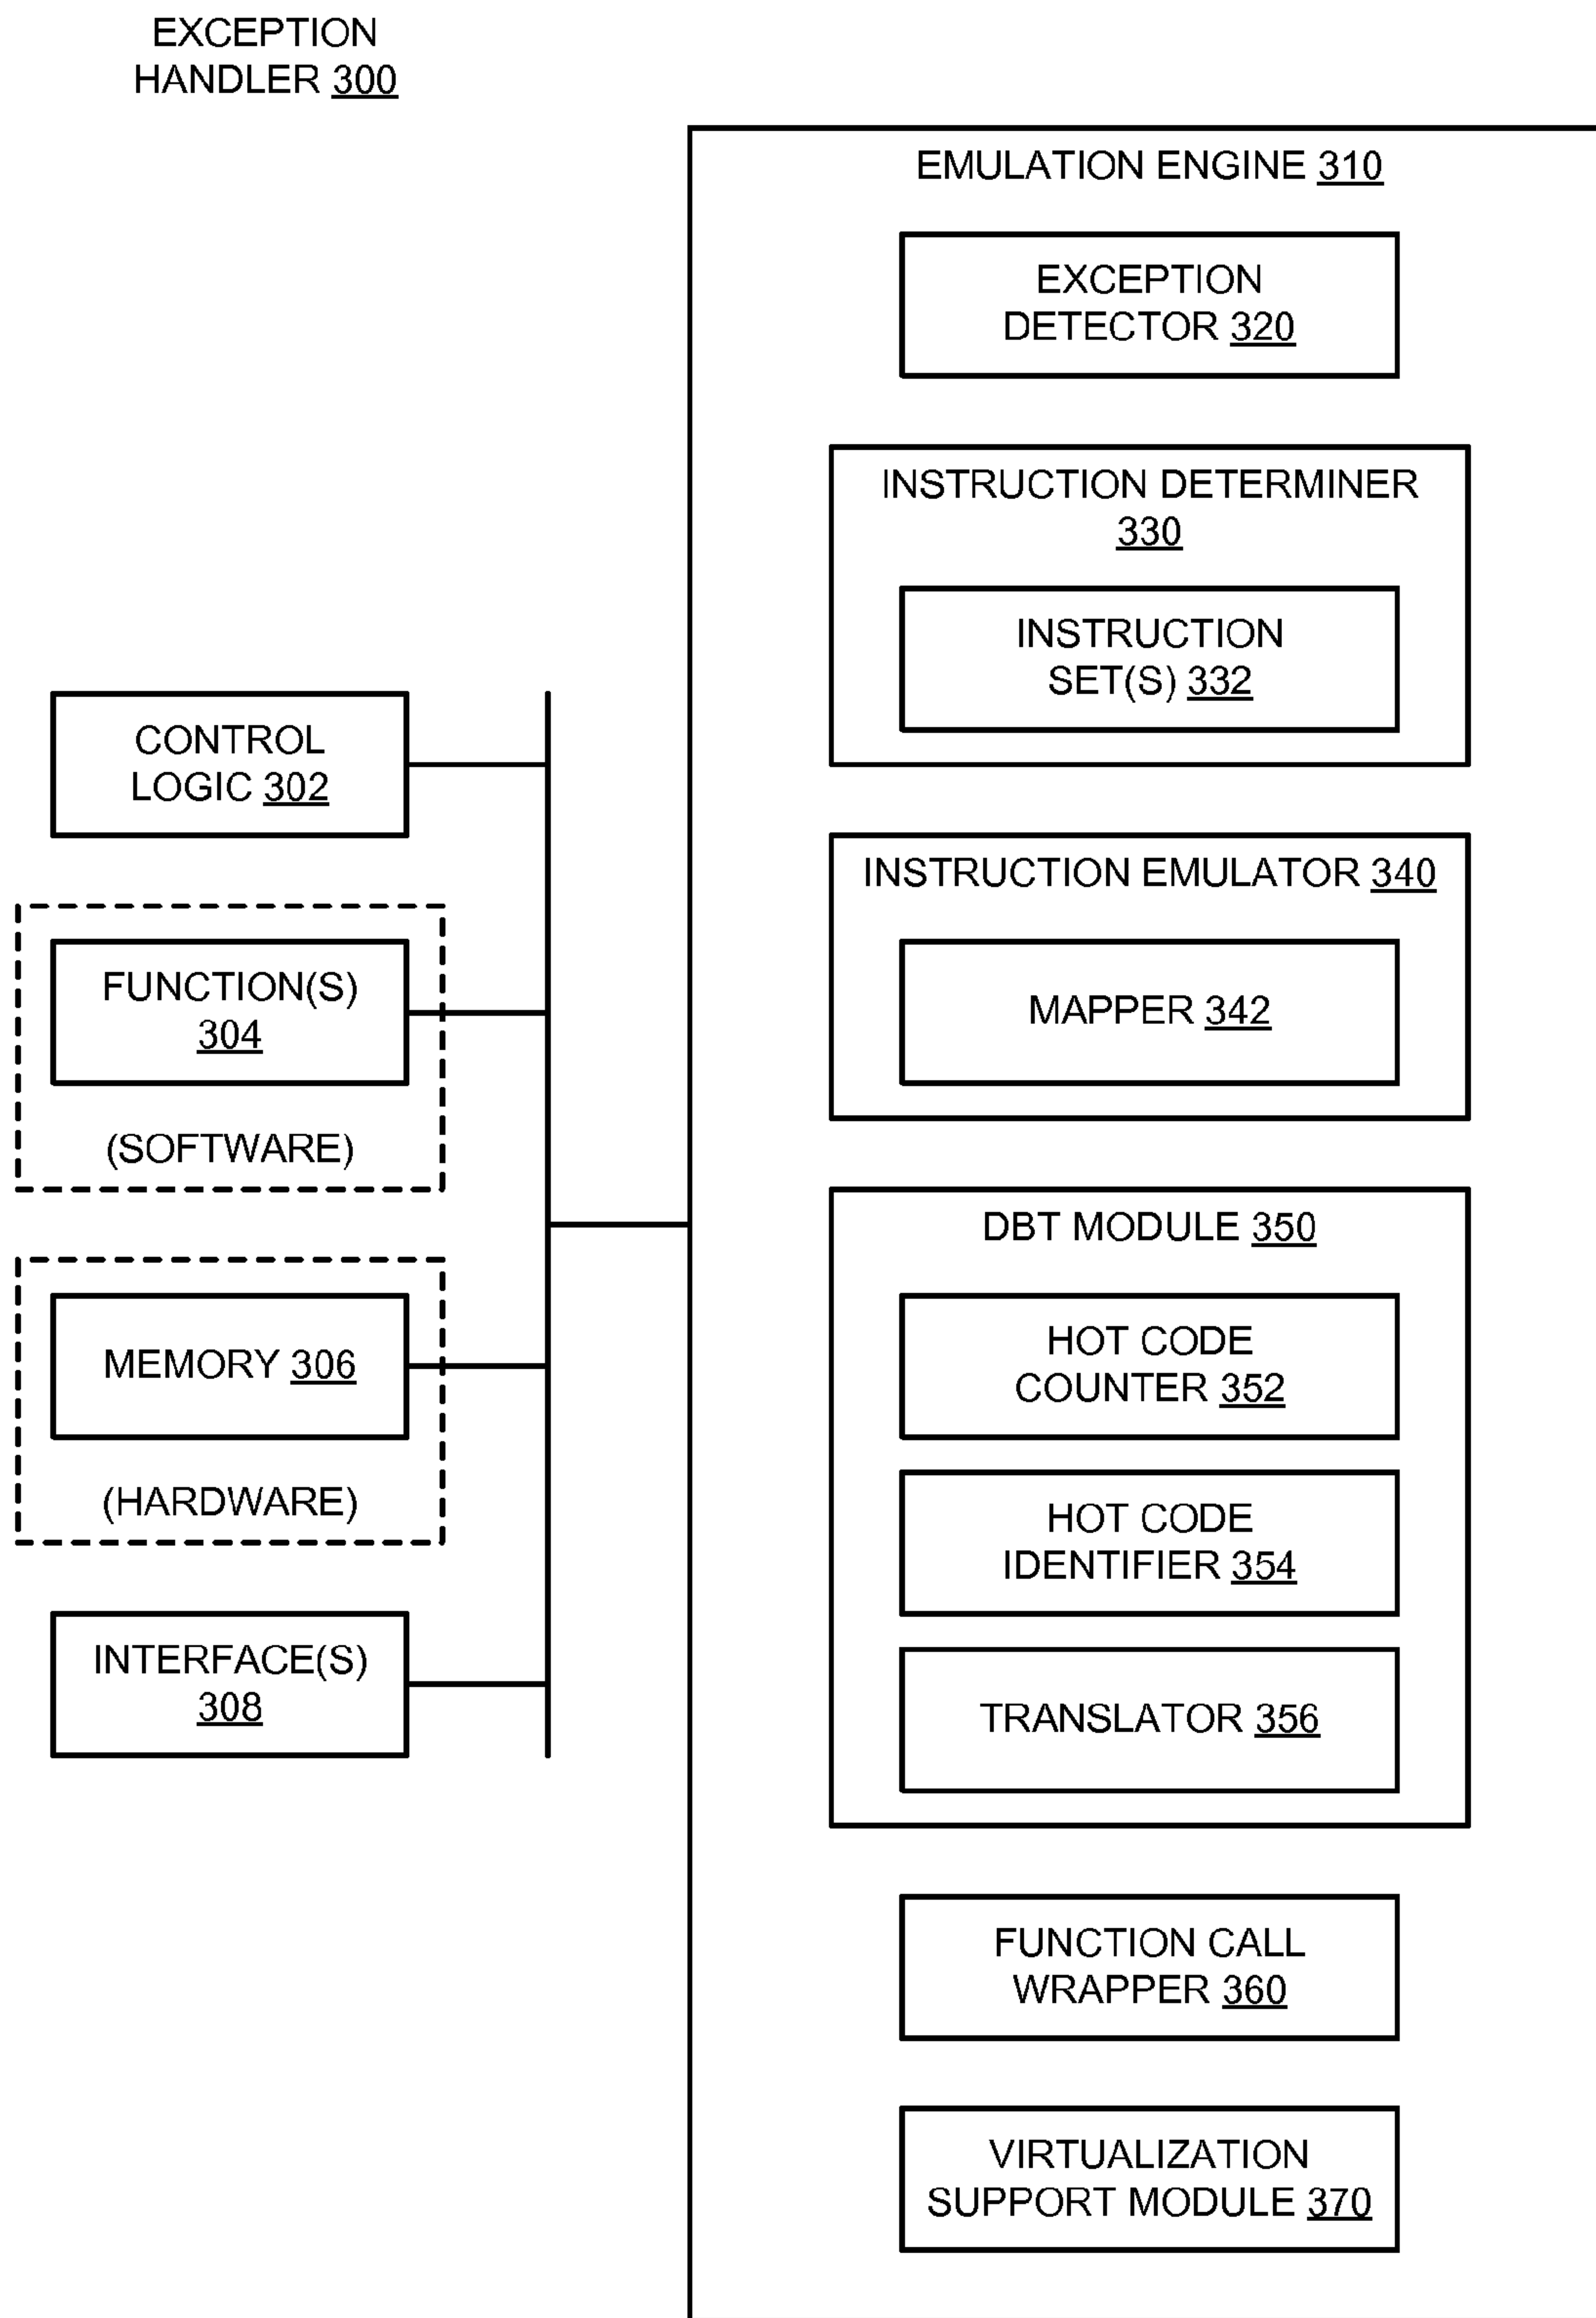 EXCEPTION
HANDLER 300
EMULATION ENGINE 310
EXCEPTION
DETECTOR 320
INSTRUCTION DETERMINER
330
INSTRUCTION
SET(S) 332
CONTROL
LOGIC 302
INSTRUCTION EMULATOR 340
MAPPER 342
FUNCTION(S)
304
(SOFTWARE)
DBT MODULE 350
HOT CODE
COUNTER 352
HOT CODE
IDENTIFIER 354
TRANSLATOR 356
MEMORY 306
(HARDWARE)
INTERFACE(S)
308
FUNCTION CALL
WRAPPER 360
VIRTUALIZATION
SUPPORT MODULE 370